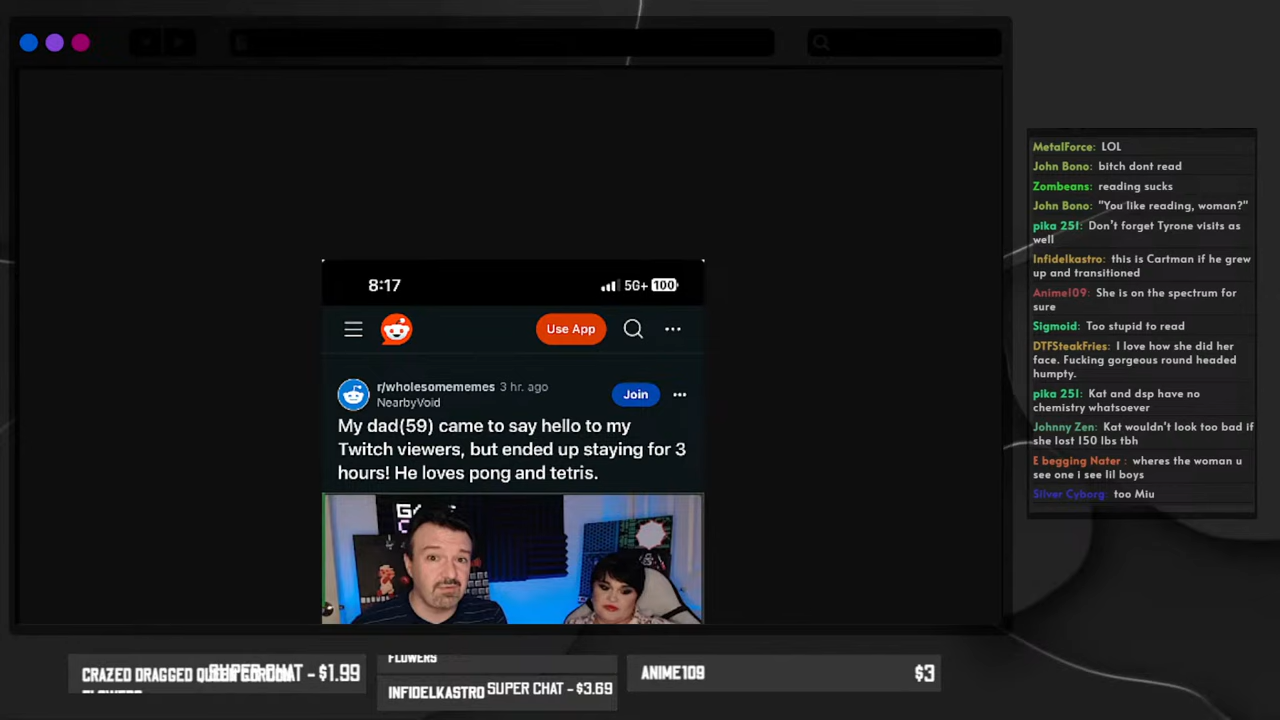 8:17
5G+ 100
Use App
r/wholesomememes 3 hr. ago
NearbyVoid
Join
My dad(59) came to say hello to my
Twitch viewers, but ended up staying for 3
hours! He loves pong and tetris.
MetalForce: LOL
John Bono: bitch dont read
Zombeans: reading sucks
John Bono: "You like reading, woman?"
pika 251: Don't forget Tyrone visits as
well
Infidelkastro: this is Cartman if he grew
up and transitioned
Anime109: She is on the spectrum for
sure
Sigmoid: Too stupid to read
DTFSteakFries: I love how she did her
face. Fucking gorgeous round headed
humpty.
pika 251: Kat and dsp have no
chemistry whatsoever
Johnny Zen: Kat wouldn't look too bad if
she lost 150 lbs tbh
E begging Nater : wheres the woman u
see one i see lil boys
Silver Cyborg: too Miu
CRAZED DRAGGED SUPER CHAT - $1.99
FLOWERS
FLOWERS
INFIDELKASTRO SUPER CHAT - $3.69
ANIME109 $3